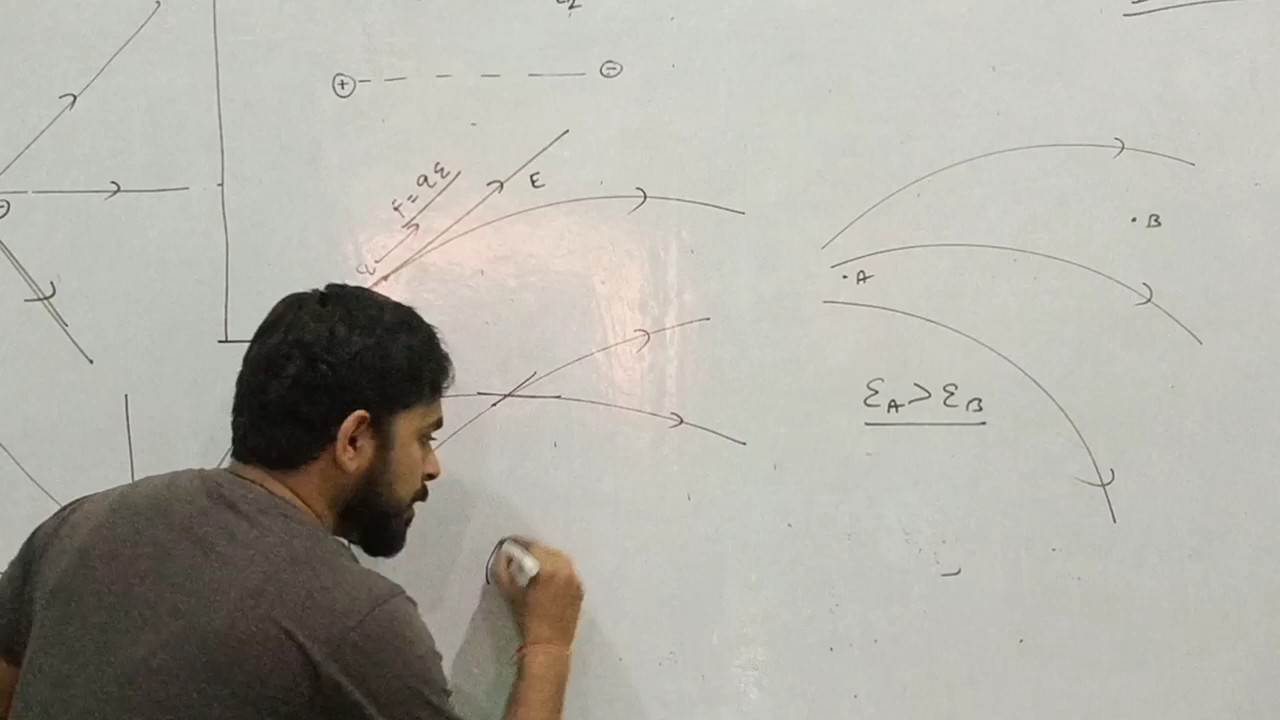 ⊕ ⊖
F = qE
E
E
.B
.A
E_A > E_B